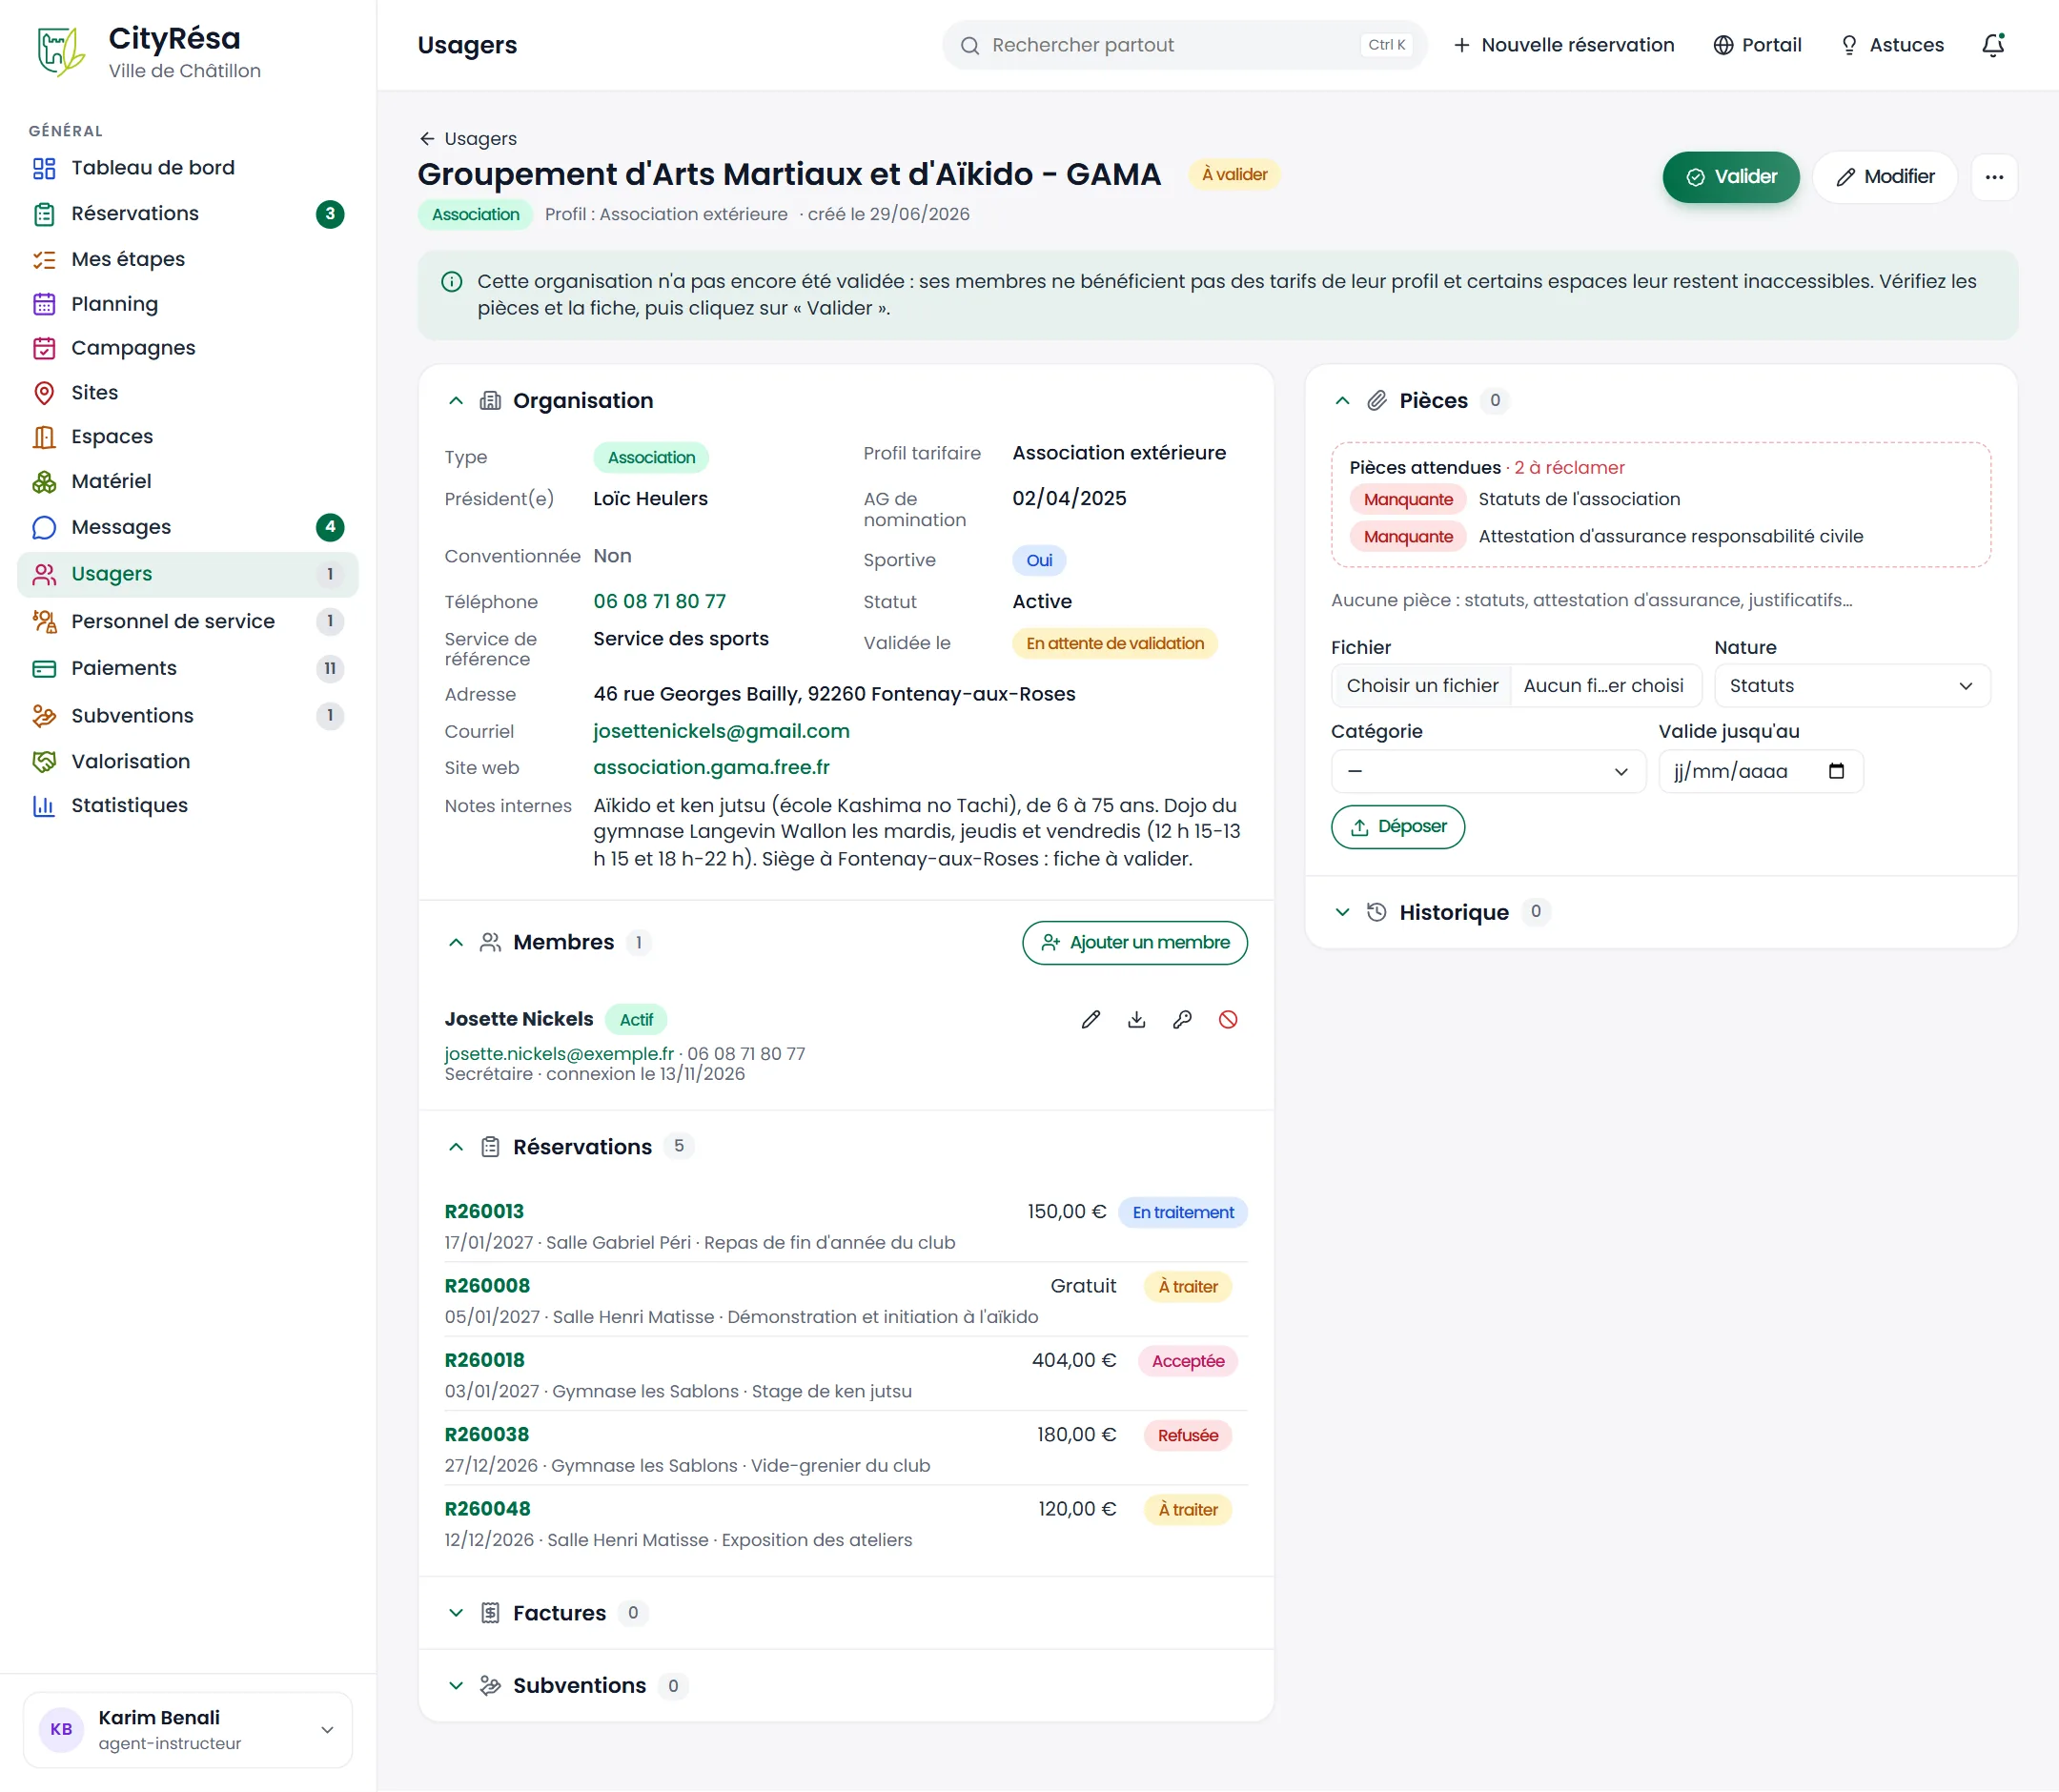 CityRésa
Ville de Châtillon
GÉNÉRAL
Tableau de bord
Réservations 3
Mes étapes
Planning
Campagnes
Sites
Espaces
Matériel
Messages 4
Usagers 1
Personnel de service 1
Paiements 11
Subventions 1
Valorisation
Statistiques
KB
Karim Benali
agent-instructeur
Usagers
Rechercher partout Ctrl K
Nouvelle réservation
Portail
Astuces
Usagers
Groupement d'Arts Martiaux et d'Aïkido - GAMA À valider
Association Profil : Association extérieure · créé le 29/06/2026
Valider
Modifier
Cette organisation n'a pas encore été validée : ses membres ne bénéficient pas des tarifs de leur profil et certains espaces leur restent inaccessibles. Vérifiez les
pièces et la fiche, puis cliquez sur « Valider ».
Organisation
Type Association
Profil tarifaire Association extérieure
Président(e) Loïc Heulers
AG de
nomination
02/04/2025
Conventionnée Non
Sportive Oui
Téléphone 06 08 71 80 77
Statut Active
Service de
référence
Service des sports
Validée le En attente de validation
Adresse 46 rue Georges Bailly, 92260 Fontenay-aux-Roses
Courriel josettenickels@gmail.com
Site web association.gama.free.fr
Notes internes Aïkido et ken jutsu (école Kashima no Tachi), de 6 à 75 ans. Dojo du
gymnase Langevin Wallon les mardis, jeudis et vendredis (12 h 15-13
h 15 et 18 h-22 h). Siège à Fontenay-aux-Roses : fiche à valider.
Membres 1
Ajouter un membre
Josette Nickels Actif
josette.nickels@exemple.fr · 06 08 71 80 77
Secrétaire · connexion le 13/11/2026
Réservations 5
R260013 150,00 € En traitement
17/01/2027 · Salle Gabriel Péri · Repas de fin d'année du club
R260008 Gratuit À traiter
05/01/2027 · Salle Henri Matisse · Démonstration et initiation à l'aïkido
R260018 404,00 € Acceptée
03/01/2027 · Gymnase les Sablons · Stage de ken jutsu
R260038 180,00 € Refusée
27/12/2026 · Gymnase les Sablons · Vide-grenier du club
R260048 120,00 € À traiter
12/12/2026 · Salle Henri Matisse · Exposition des ateliers
Factures 0
Subventions 0
Pièces 0
Pièces attendues · 2 à réclamer
Manquante Statuts de l'association
Manquante Attestation d'assurance responsabilité civile
Aucune pièce : statuts, attestation d'assurance, justificatifs…
Fichier
Choisir un fichier Aucun fi…er choisi
Nature
Statuts
Catégorie
—
Valide jusqu'au
jj/mm/aaaa
Déposer
Historique 0